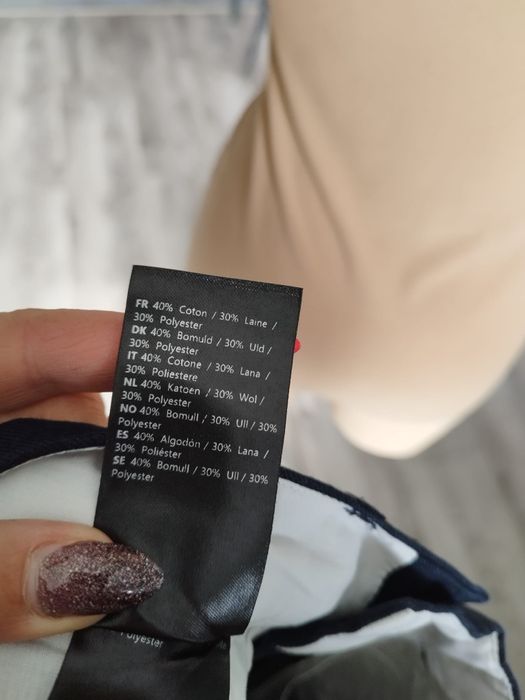 FR 40% Coton / 30% Laine /
30% Polyester
DK 40% Bomuld / 30% Uld /
30% Polyester
IT 40% Cotone / 30% Lana /
30% Poliestere
NL 40% Katoen / 30% Wol /
30% Polyester
NO 40% Bomull / 30% Ull / 30%
Polyester
ES 40% Algodón / 30% Lana /
30% Poliéster
SE 40% Bomull / 30% Ull / 30%
Polyester
Polyester